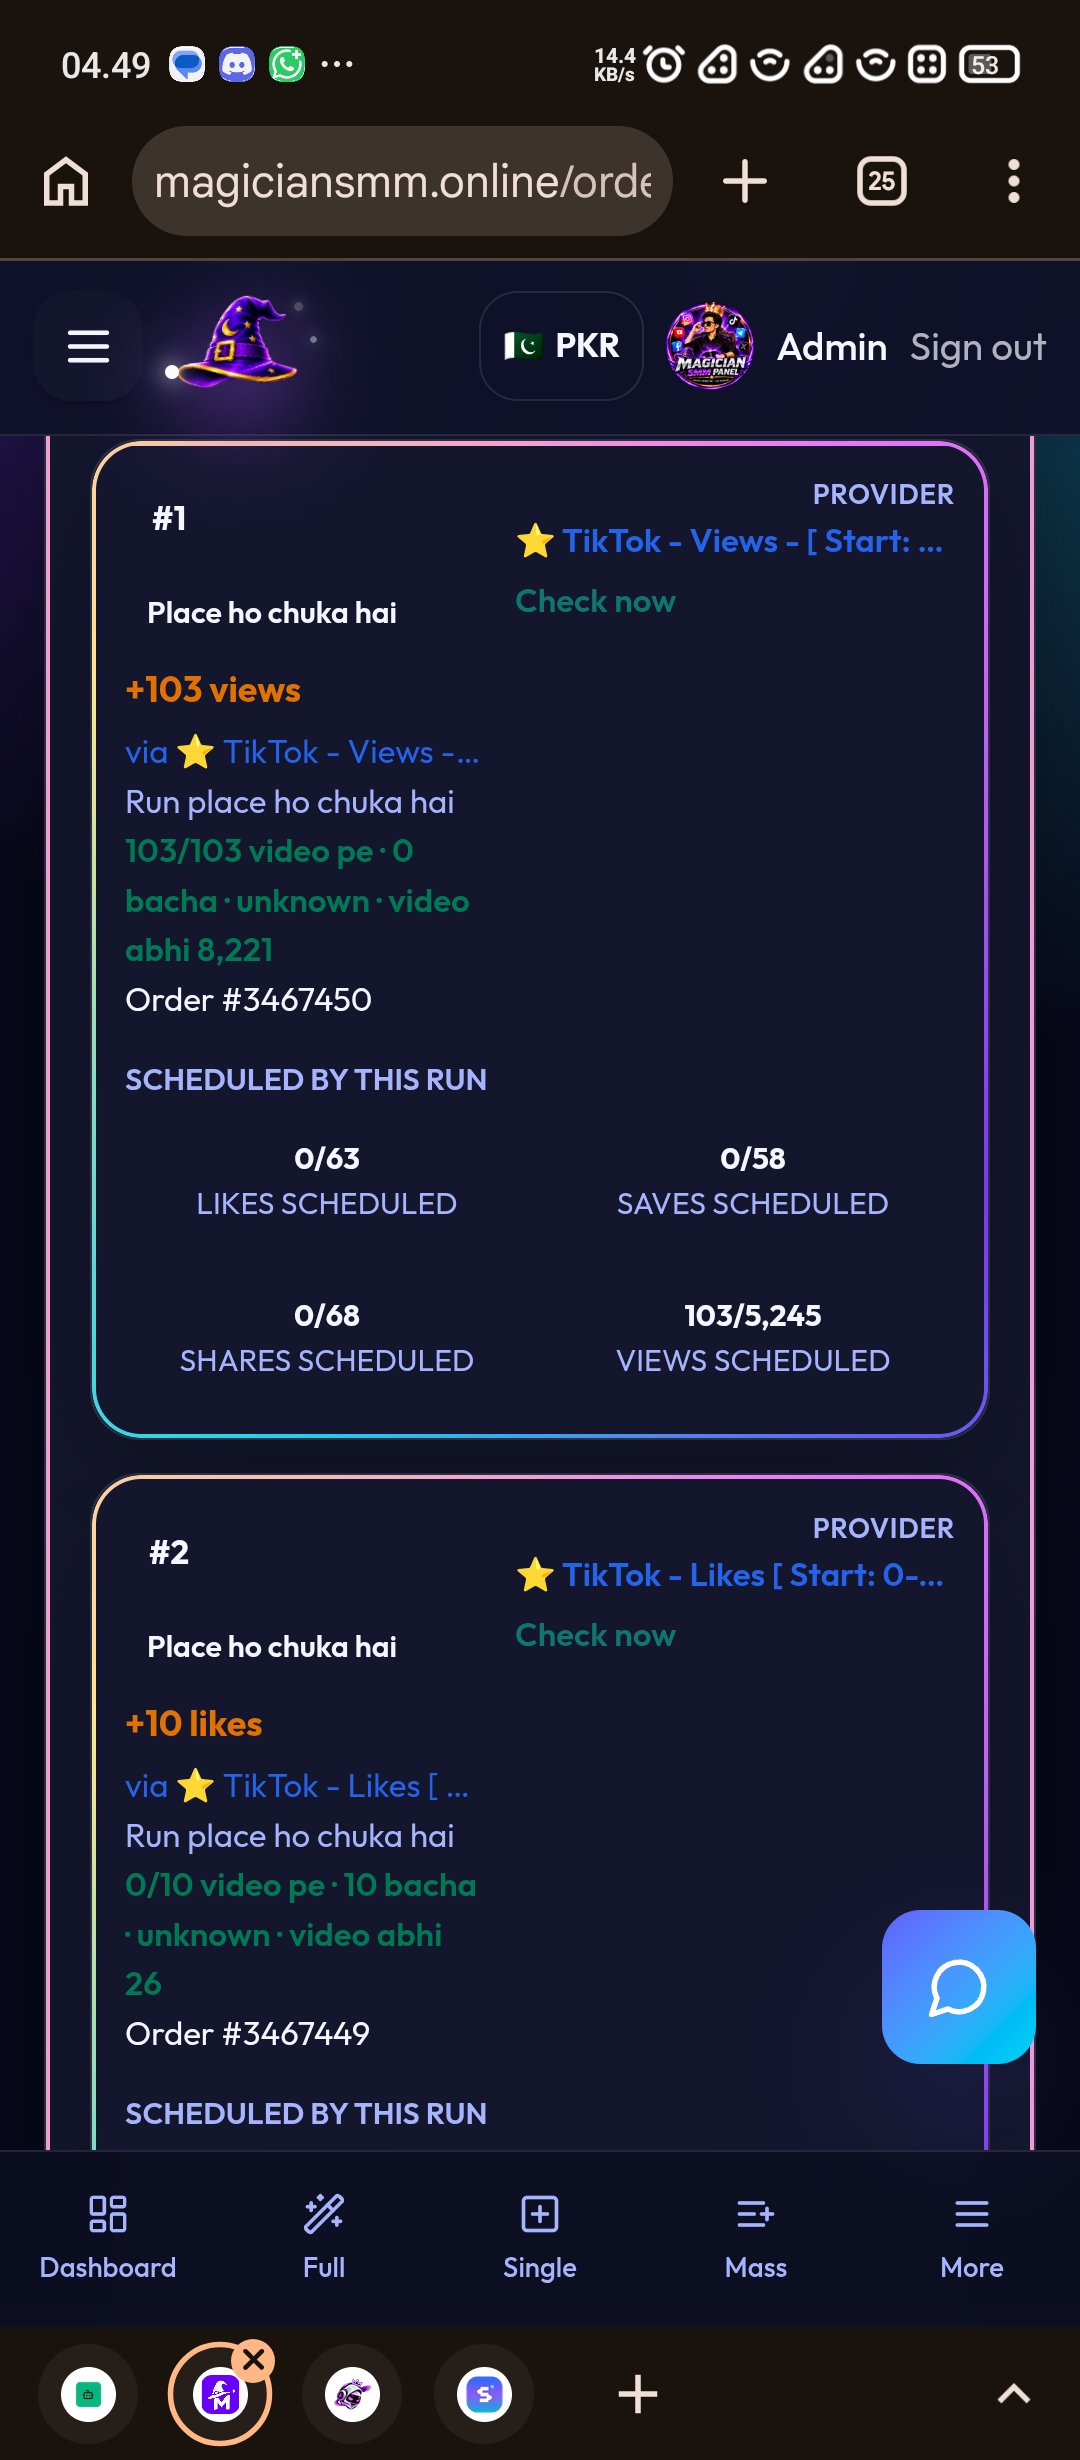 04.49
14.4
KB/s
53
magiciansmm.online/orde
25
PKR
MAGICIAN
SMM PANEL
Admin
Sign out
#1
PROVIDER
⭐ TikTok - Views - [ Start: ...
Place ho chuka hai
Check now
+103 views
via ⭐ TikTok - Views -...
Run place ho chuka hai
103/103 video pe · 0
bacha · unknown · video
abhi 8,221
Order #3467450
SCHEDULED BY THIS RUN
0/63
LIKES SCHEDULED
0/58
SAVES SCHEDULED
0/68
SHARES SCHEDULED
103/5,245
VIEWS SCHEDULED
#2
PROVIDER
⭐ TikTok - Likes [ Start: 0-...
Place ho chuka hai
Check now
+10 likes
via ⭐ TikTok - Likes [ ...
Run place ho chuka hai
0/10 video pe · 10 bacha
· unknown · video abhi
26
Order #3467449
SCHEDULED BY THIS RUN
Dashboard
Full
Single
Mass
More